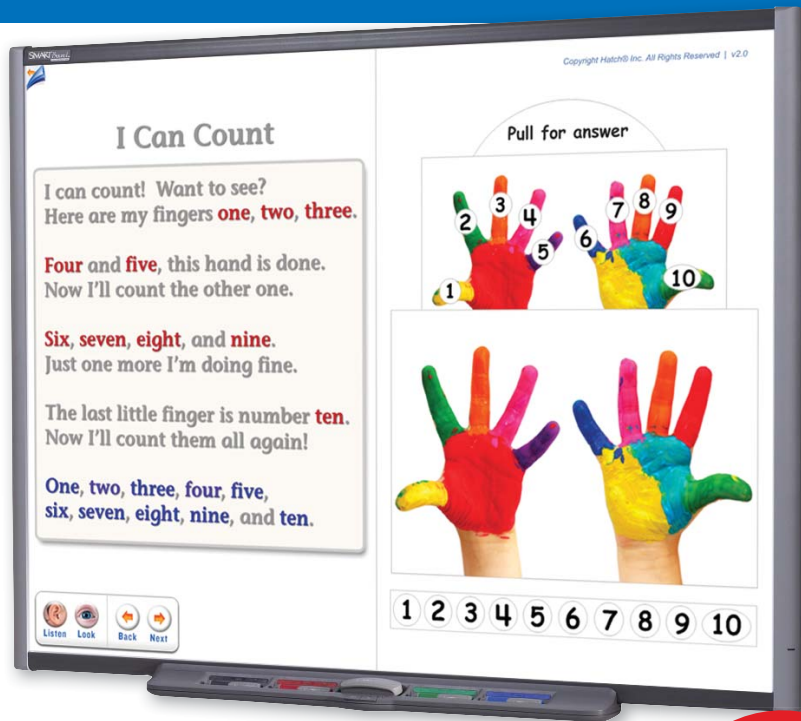 SMART Board
Copyright Hatch® Inc. All Rights Reserved | v2.0
I Can Count
I can count! Want to see?
Here are my fingers one, two, three.
Four and five, this hand is done.
Now I'll count the other one.
Six, seven, eight, and nine.
Just one more I'm doing fine.
The last little finger is number ten.
Now I'll count them all again!
One, two, three, four, five,
six, seven, eight, nine, and ten.
Listen Look Back Next
Pull for answer
1 2 3 4 5 6 7 8 9 10
1 2 3 4 5 6 7 8 9 10